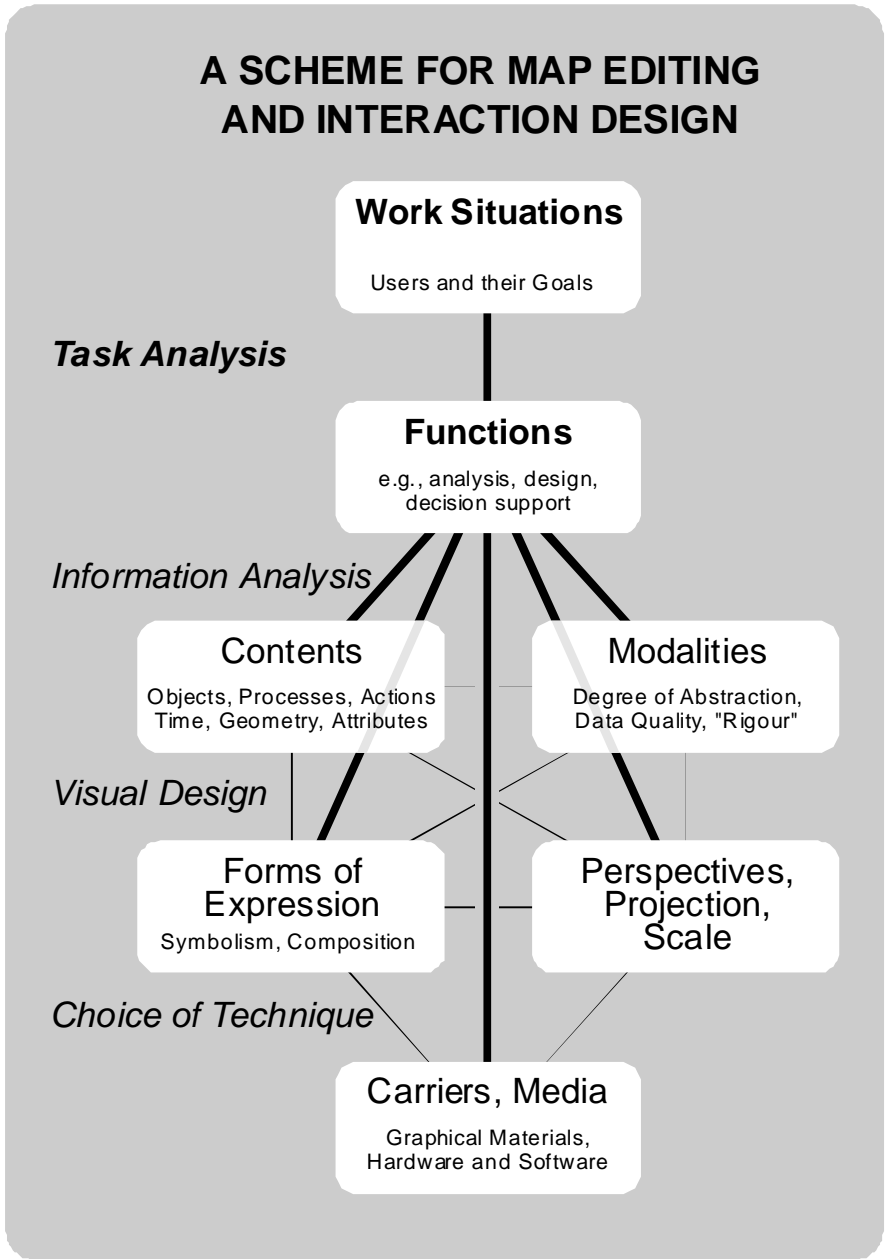 A SCHEME FOR MAP EDITING
AND INTERACTION DESIGN
Work Situations
Users and their Goals
Task Analysis
Functions
e.g., analysis, design,
decision support
Information Analysis
Contents
Objects, Processes, Actions
Time, Geometry, Attributes
Modalities
Degree of Abstraction,
Data Quality, "Rigour"
Visual Design
Forms of
Expression
Symbolism, Composition
Perspectives,
Projection,
Scale
Choice of Technique
Carriers, Media
Graphical Materials,
Hardware and Software